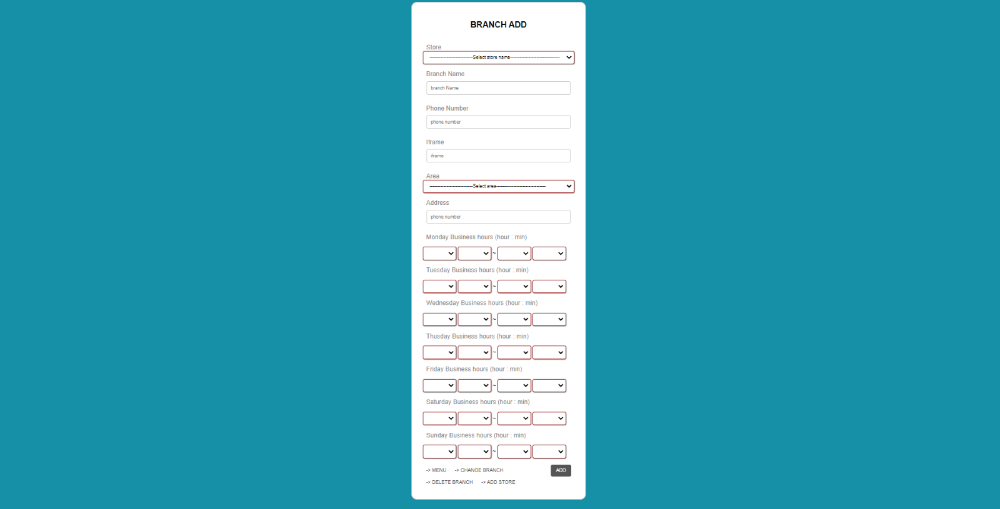 BRANCH ADD
Store
----------------------------Select store name--------------------------------
Branch Name
branch Name
Phone Number
phone number
Iframe
iframe
Area
----------------------------Select area--------------------------------
Address
phone number
Monday Business hours (hour : min)
~
Tuesday Business hours (hour : min)
~
Wednesday Business hours (hour : min)
~
Thusday Business hours (hour : min)
~
Friday Business hours (hour : min)
~
Saturday Business hours (hour : min)
~
Sunday Business hours (hour : min)
~
-> MENU -> CHANGE BRANCH ADD
-> DELETE BRANCH -> ADD STORE